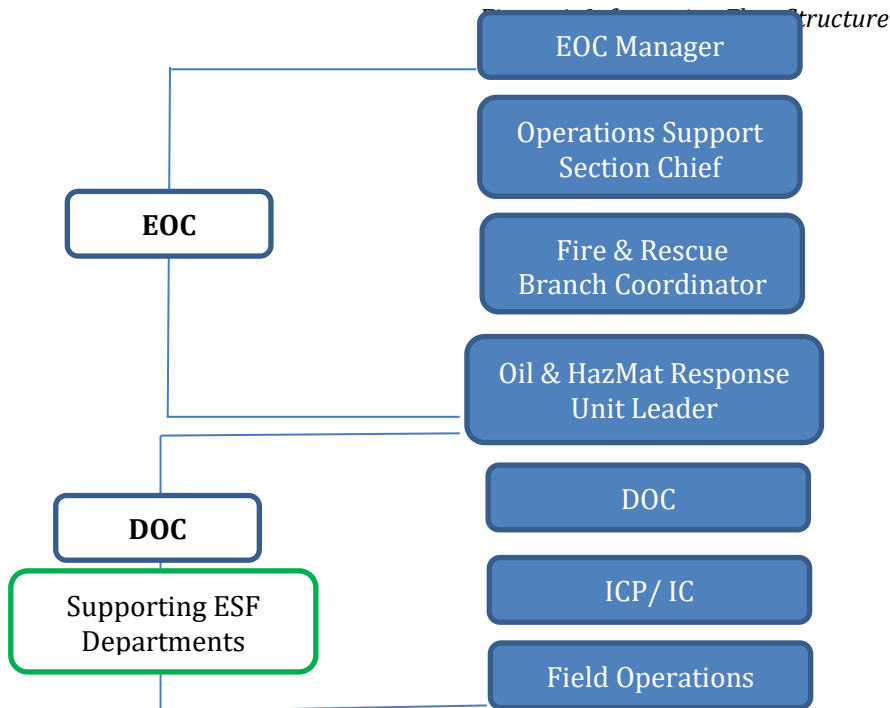 Structure
EOC Manager
Operations Support
Section Chief
EOC
Fire & Rescue
Branch Coordinator
Oil & HazMat Response
Unit Leader
DOC
DOC
ICP/ IC
Supporting ESF
Departments
Field Operations